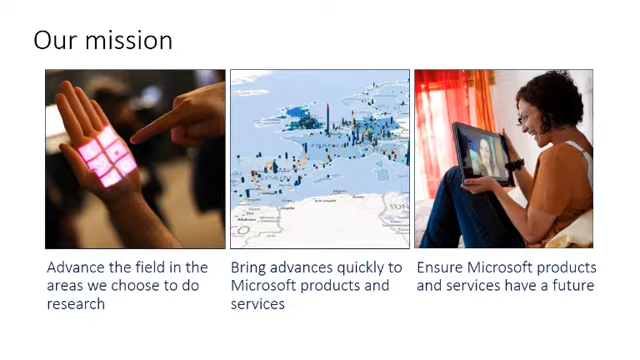 Our mission
Advance the field in the
areas we choose to do
research
Bring advances quickly to
Microsoft products and
services
Ensure Microsoft products
and services have a future